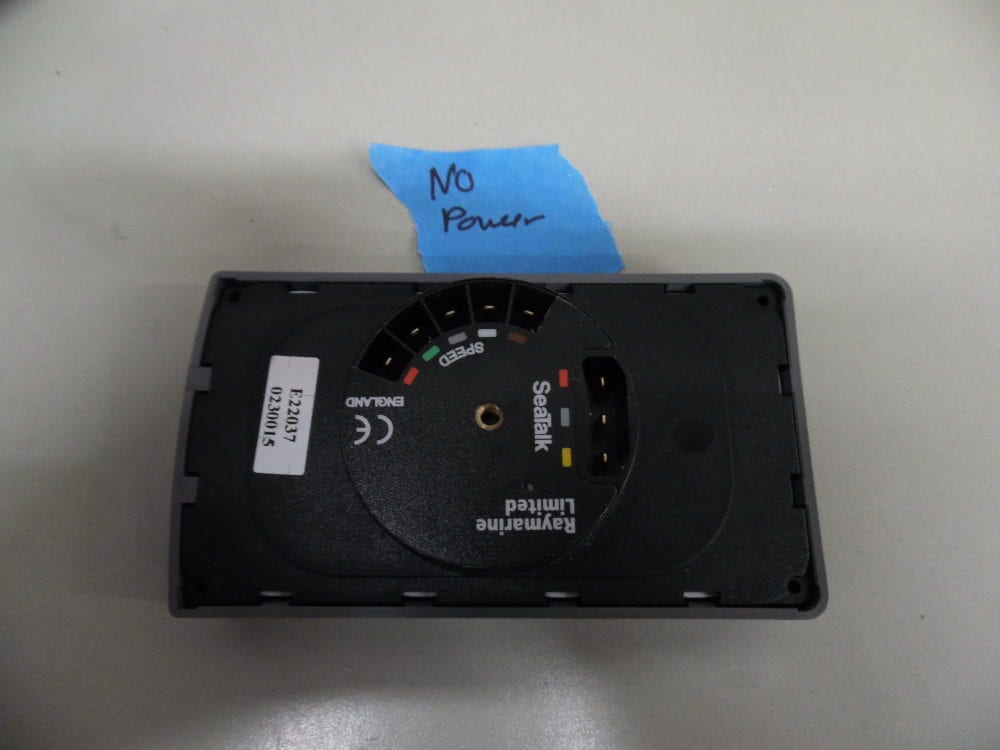 No
Power
E22037
0230015
SPEED
ENGLAND
CE
SeaTalk
Raymarine
Limited